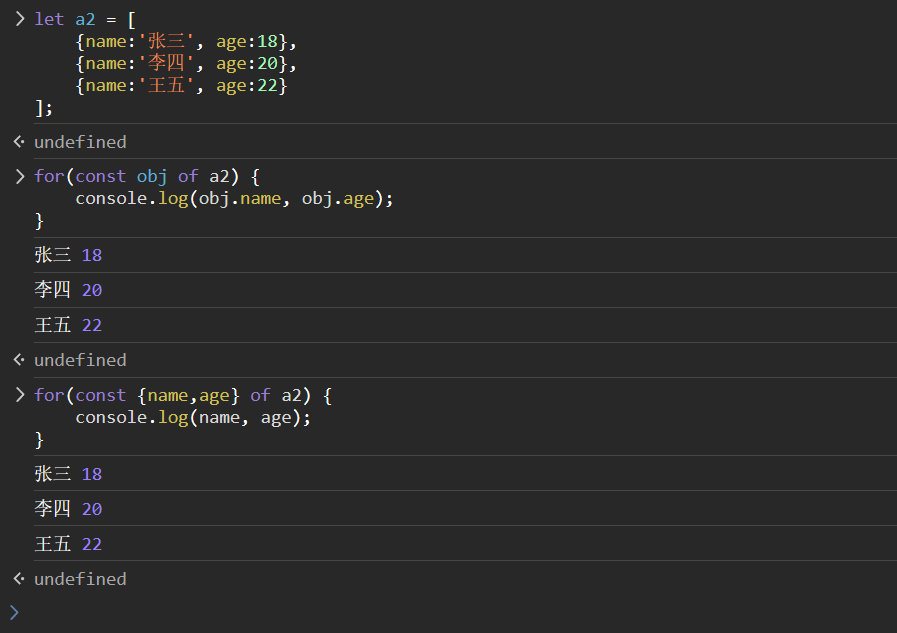 let a2 = [
    {name:'张三', age:18},
    {name:'李四', age:20},
    {name:'王五', age:22}
];
undefined
for(const obj of a2) {
    console.log(obj.name, obj.age);
}
张三 18
李四 20
王五 22
undefined
for(const {name,age} of a2) {
    console.log(name, age);
}
张三 18
李四 20
王五 22
undefined